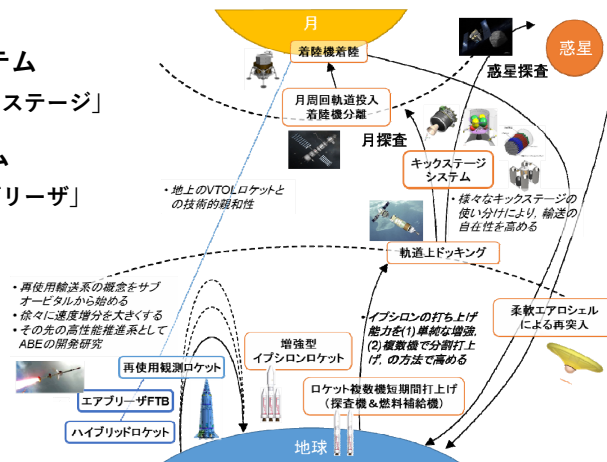 月
惑星
テム
ステージ」
ム
ブリーザ」
着陸機着陸
惑星探査
月周回軌道投入
着陸機分離
月探査
キックステージ
システム
・地上のVTOLロケットと
の技術的親和性
・様々なキックステージの
使い分けにより,輸送の
自在性を高める
軌道上ドッキング
・再使用輸送系の概念をサブ
オービタルから始める
・徐々に速度増分を大きくする
・その先の高性能推進系として
ABEの開発研究
・イプシロンの打ち上げ
能力を(1)単純な増強,
(2)複数機で分割打上
げ,の方法で高める
柔軟エアロシェル
による再突入
増強型
イプシロンロケット
再使用観測ロケット
エアブリーザFTB
ハイブリッドロケット
ロケット複数機短期間打上げ
(探査機&燃料補給機)
地球